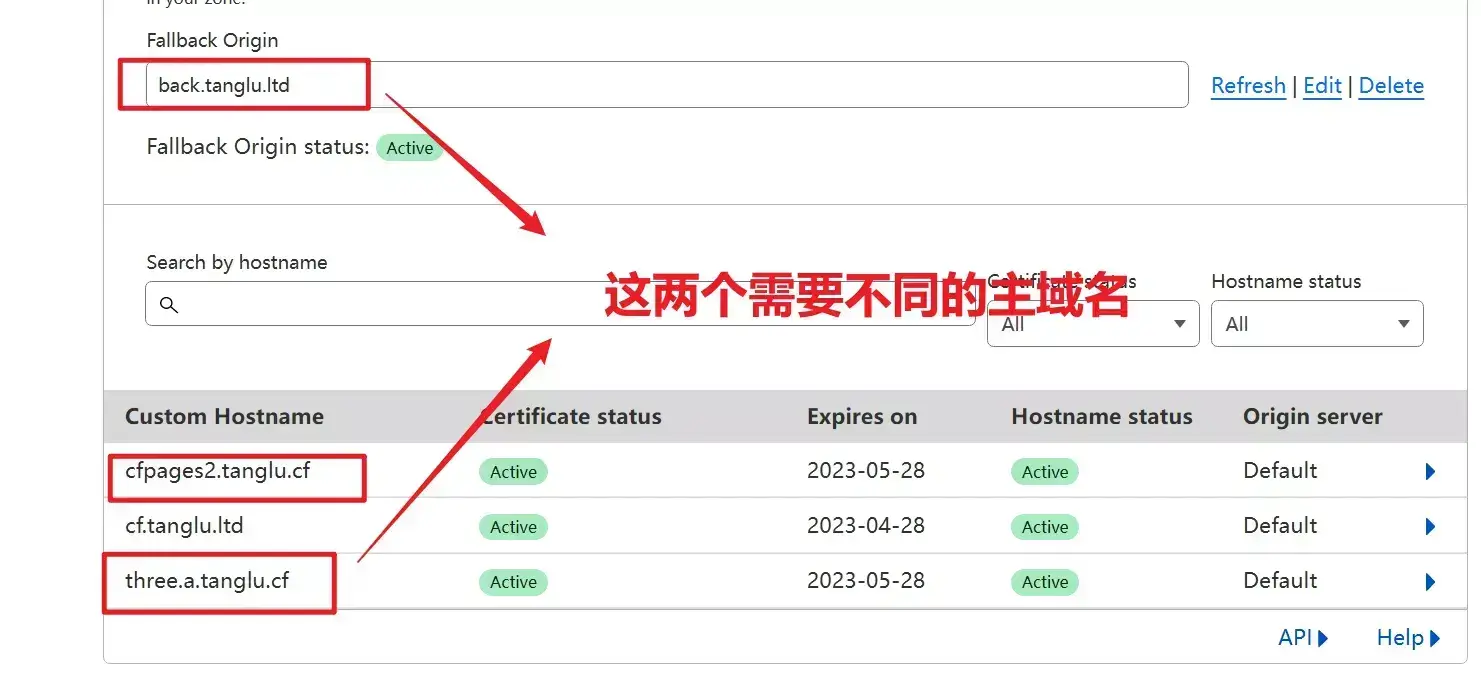 in your zone.
Fallback Origin
back.tanglu.ltd
Refresh | Edit | Delete
Fallback Origin status: Active
Search by hostname
Certificate status
Hostname status
这两个需要不同的主域名
All
All
Custom Hostname Certificate status Expires on Hostname status Origin server
cfpages2.tanglu.cf Active 2023-05-28 Active Default
cf.tanglu.ltd Active 2023-04-28 Active Default
three.a.tanglu.cf Active 2023-05-28 Active Default
API Help